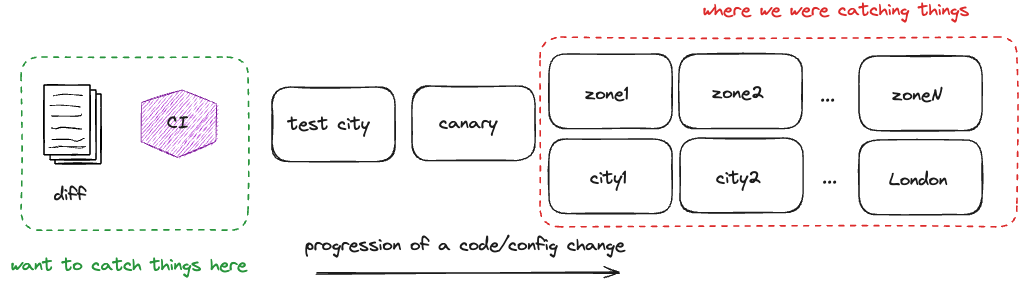 where we were catching things
zone1
zone2
...
zoneN
CI
test city
canary
city1
city2
...
London
diff
progression of a code/config change
want to catch things here